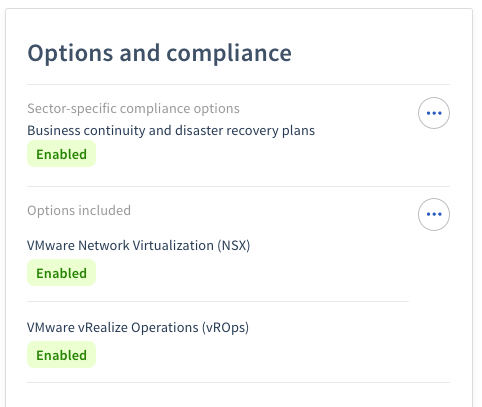 Options and compliance
Sector-specific compliance options
Business continuity and disaster recovery plans
Enabled
Options included
VMware Network Virtualization (NSX)
Enabled
VMware vRealize Operations (vROps)
Enabled